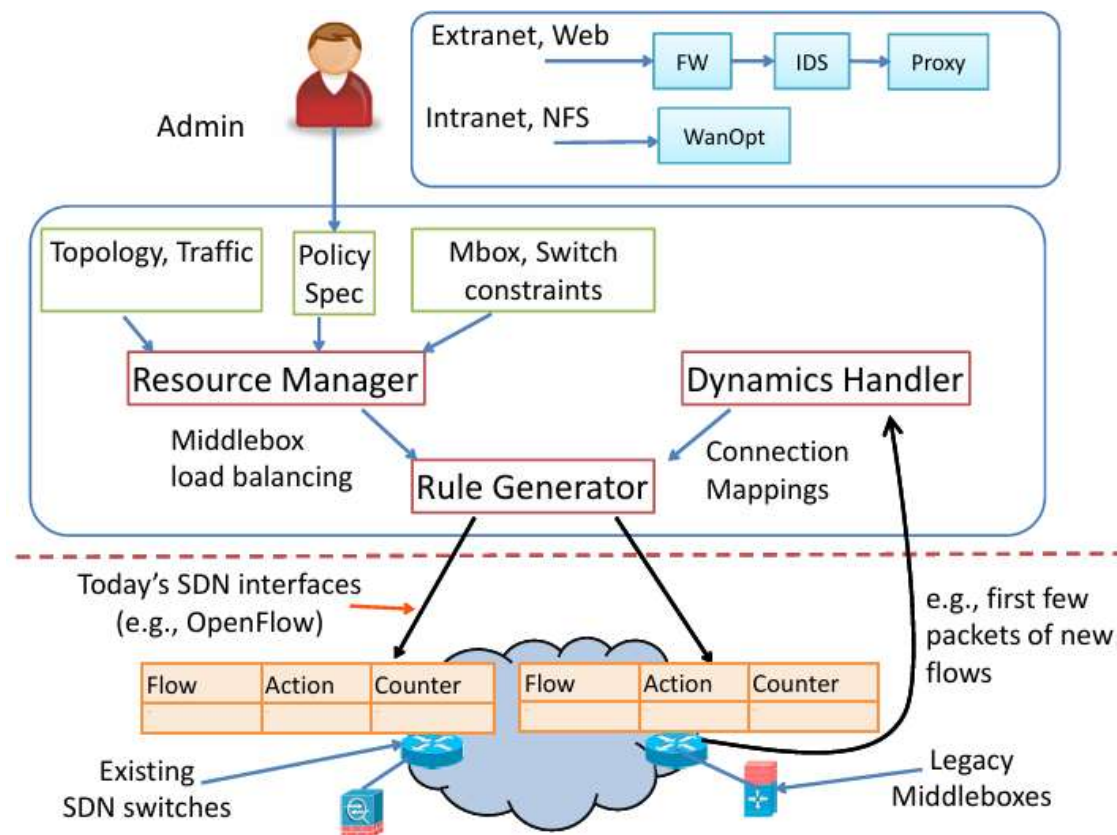 Extranet, Web
FW
IDS
Proxy
Admin
Intranet, NFS
WanOpt
Topology, Traffic
Policy
Spec
Mbox, Switch
constraints
Resource Manager
Dynamics Handler
Middlebox
load balancing
Connection
Mappings
Rule Generator
Today’s SDN interfaces
(e.g., OpenFlow)
e.g., first few
packets of new
flows
Flow
Action
Counter
Flow
Action
Counter
Existing
SDN switches
Legacy
Middleboxes